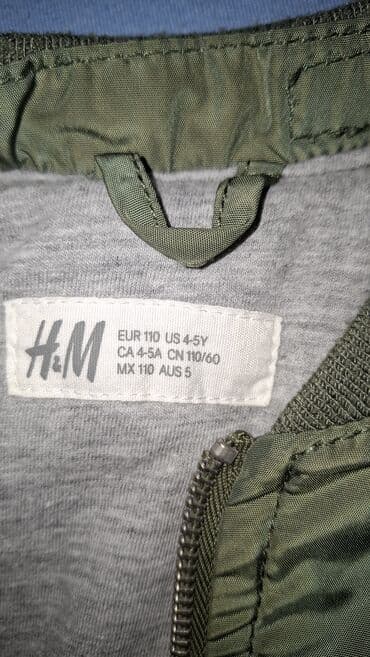 H&M
EUR 110 US 4-5Y
CA 4-5A CN 110/60
MX 110 AUS 5